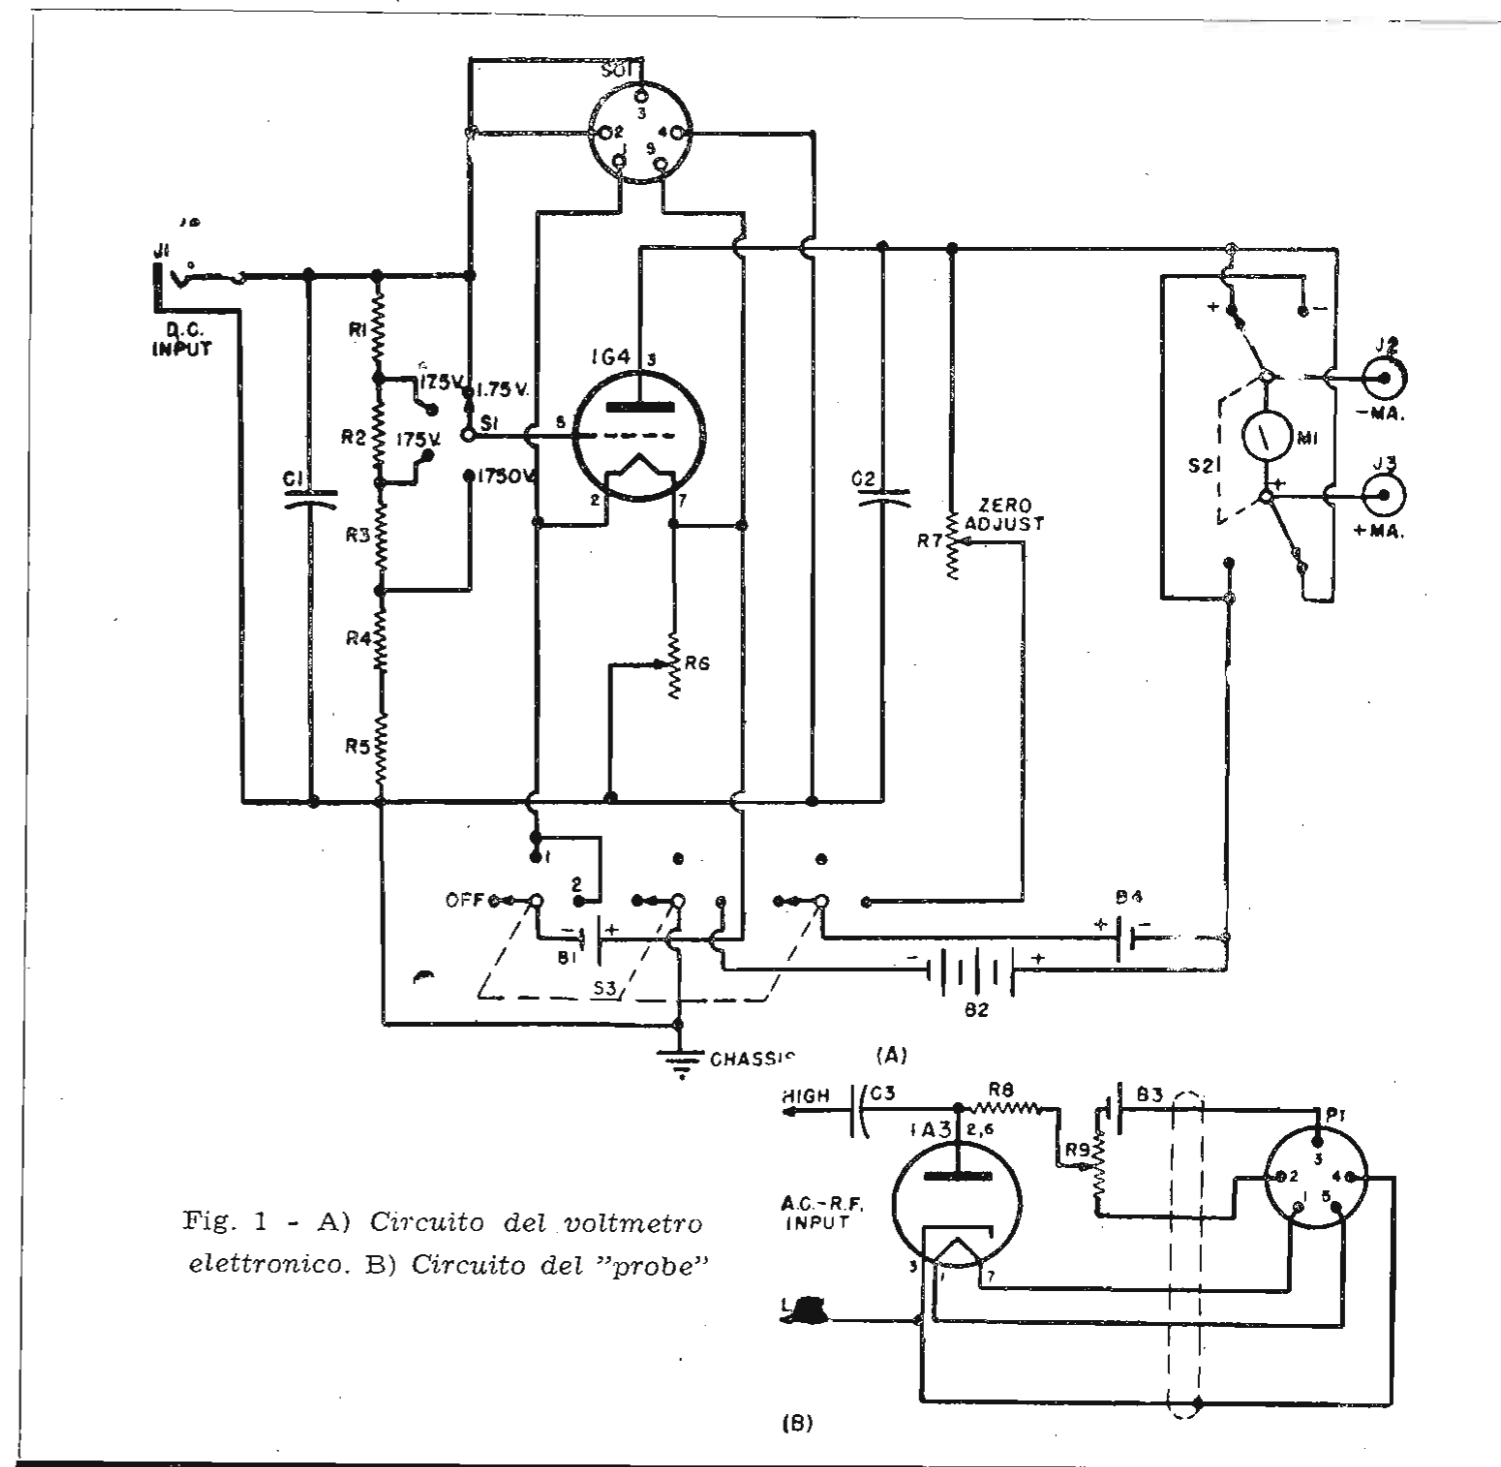 SO1
3
2
4
1
5
J1
D.C.
INPUT
R1
1G4
3
175V.
1.75V.
R2
175V.
S1
5
C1
1750V.
2
7
C2
R3
ZERO
ADJUST
R7
+
-
J2
-MA.
M1
S2
+
J3
+MA.
R4
R6
R5
1
OFF
2
- +
B1
S3
+ -
B4
- +
B2
CHASSIS
(A)
HIGH
C3
R8
B3
P1
1A3
2,6
R9
3
2
4
1
5
A.C.-R.F.
INPUT
3
1
7
(B)
Fig. 1 - A) Circuito del voltmetro
elettronico. B) Circuito del ”probe”